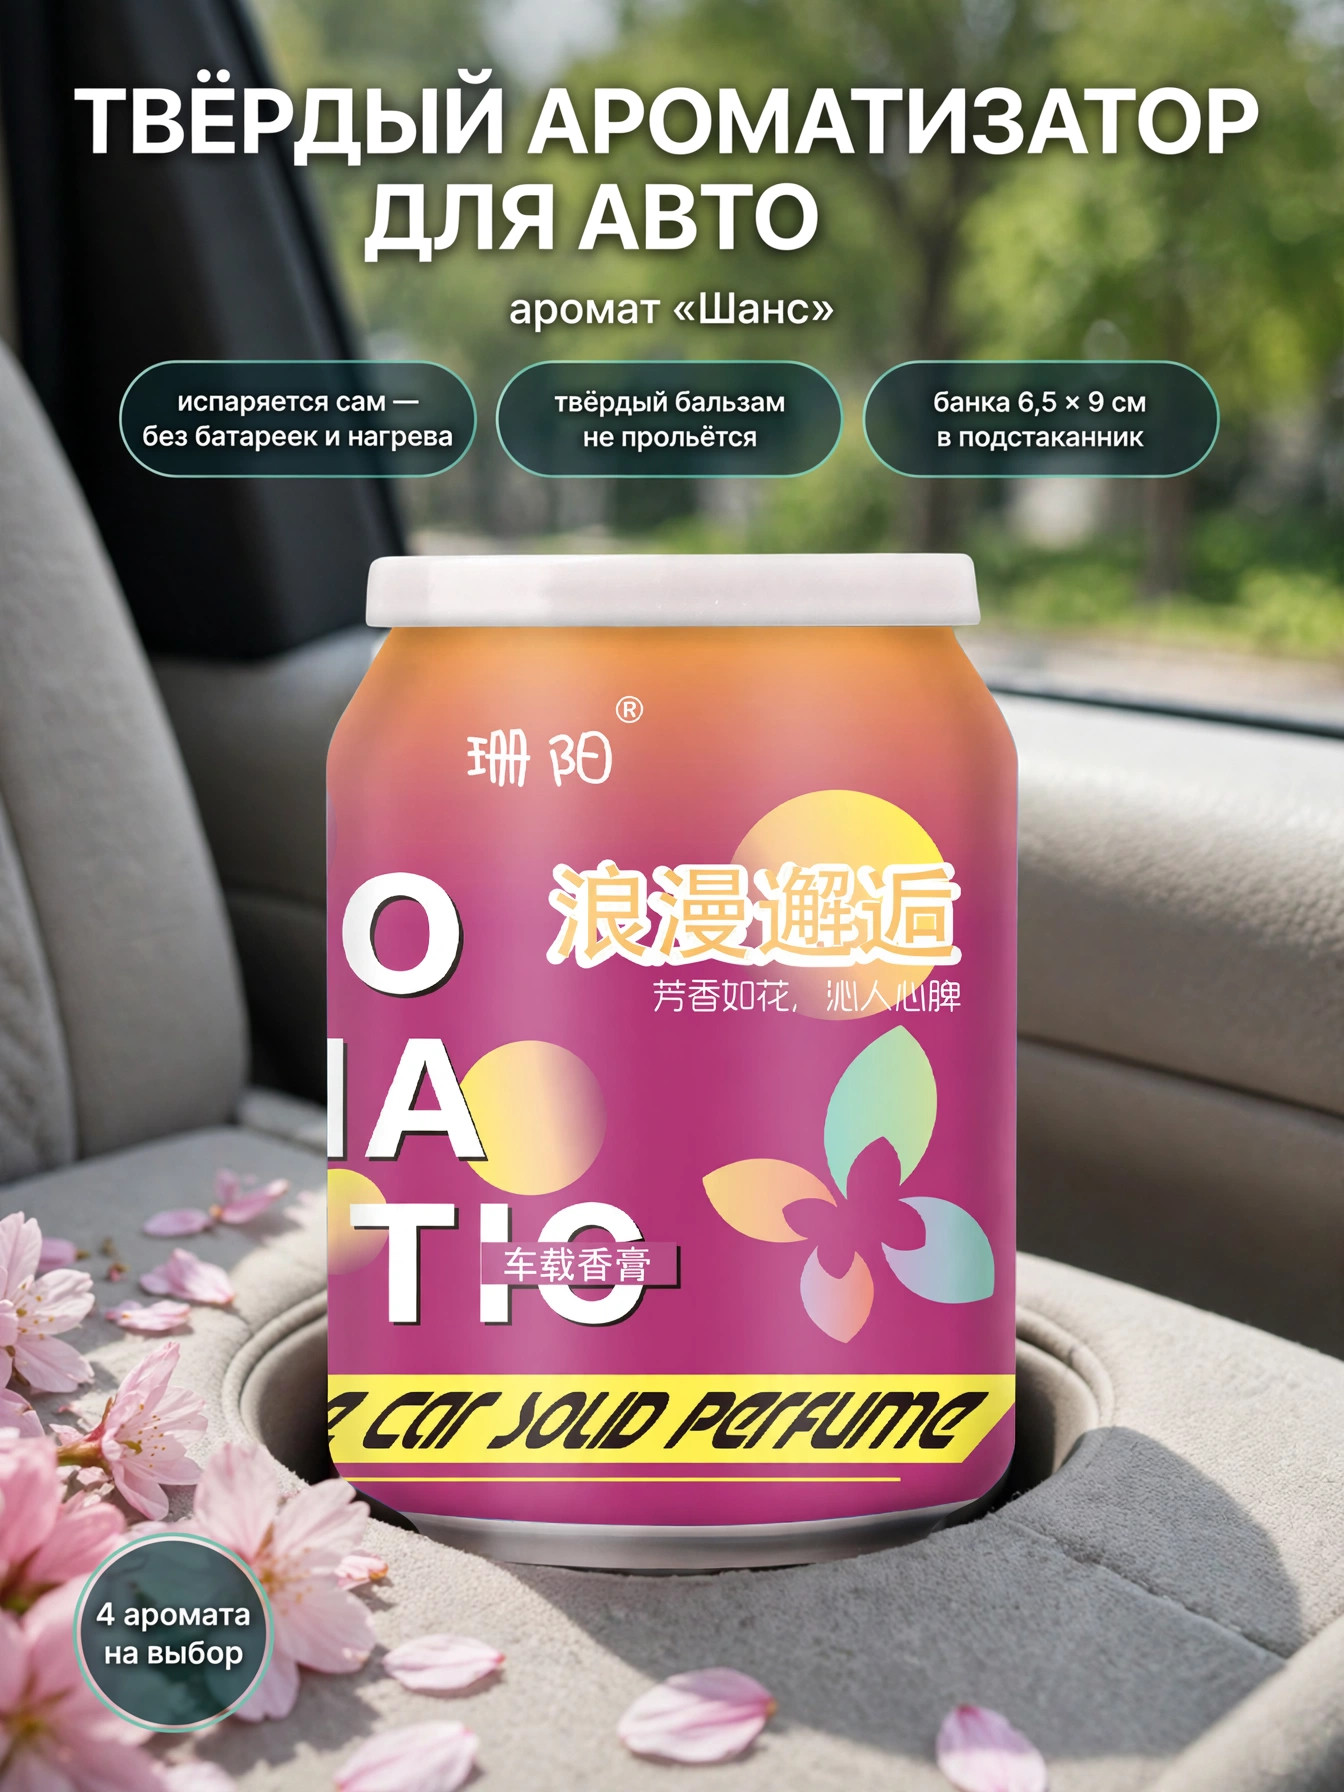 ТВЁРДЫЙ АРОМАТИЗАТОР
ДЛЯ АВТО
аромат «Шанс»
испаряется сам —
без батареек и нагрева
твёрдый бальзам
не прольётся
банка 6,5 × 9 см
в подстаканник
珊阳®
浪漫邂逅
芳香如花,沁人心脾
O
MA
TIC
车载香膏
e car solid perfume
4 аромата
на выбор